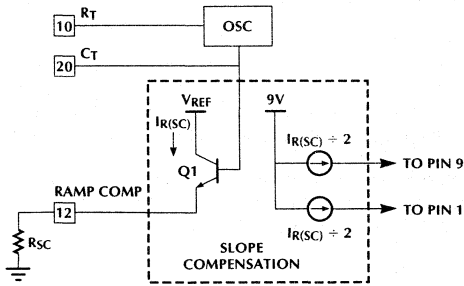 10
RT
OSC
20
CT
VREF
9V
IR(SC)
IR(SC) ÷ 2
TO PIN 9
Q1
RAMP COMP
12
IR(SC) ÷ 2
TO PIN 1
RSC
SLOPE
COMPENSATION